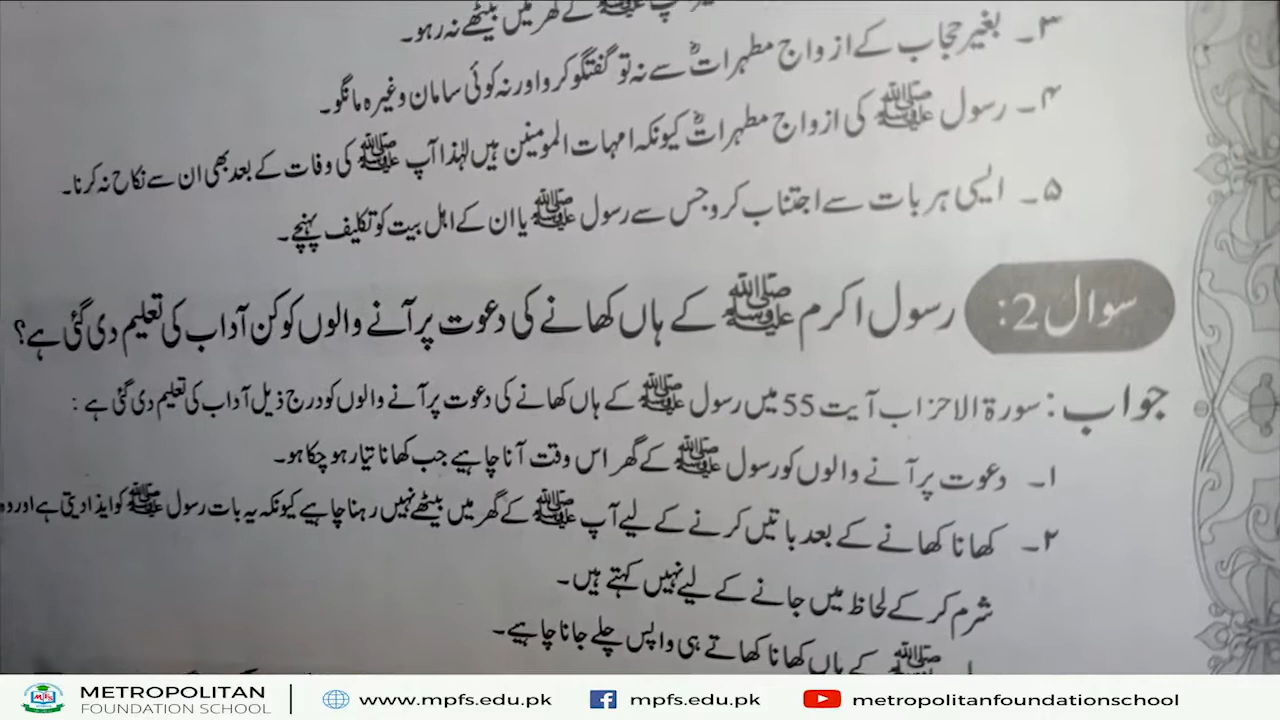 کے گھر میں بیٹھے نہ رہو۔
۳۔ بغیر حجاب کے ازواج مطہراتؓ سے نہ تو گفتگو کرو اور نہ کوئی سامان وغیرہ مانگو۔
۴۔ رسول ﷺ کی ازواج مطہراتؓ کیونکہ امہات المومنین ہیں لہٰذا آپ ﷺ کی وفات کے بعد بھی ان سے نکاح نہ کرنا۔
۵۔ ایسی ہر بات سے اجتناب کرو جس سے رسول ﷺ یا ان کے اہل بیت کو تکلیف پہنچے۔
سوال 2: رسول اکرم ﷺ کے ہاں کھانے کی دعوت پر آنے والوں کو کن آداب کی تعلیم دی گئی ہے؟
جواب: سورۃ الاحزاب آیت 55 میں رسول ﷺ کے ہاں کھانے کی دعوت پر آنے والوں کو درج ذیل آداب کی تعلیم دی گئی ہے:
۱۔ دعوت پر آنے والوں کو رسول ﷺ کے گھر اس وقت آنا چاہیے جب کھانا تیار ہو چکا ہو۔
۲۔ کھانا کھانے کے بعد باتیں کرنے کے لیے آپ ﷺ کے گھر میں بیٹھے نہیں رہنا چاہیے کیونکہ یہ بات رسول ﷺ کو ایذا دیتی ہے اور وہ
شرم کر کے لحاظ میں جانے کے لیے نہیں کہتے ہیں۔
ﷺ کے ہاں کھانا کھاتے ہی واپس چلے جانا چاہیے۔
METROPOLITAN
FOUNDATION SCHOOL
www.mpfs.edu.pk
mpfs.edu.pk
metropolitanfoundationschool